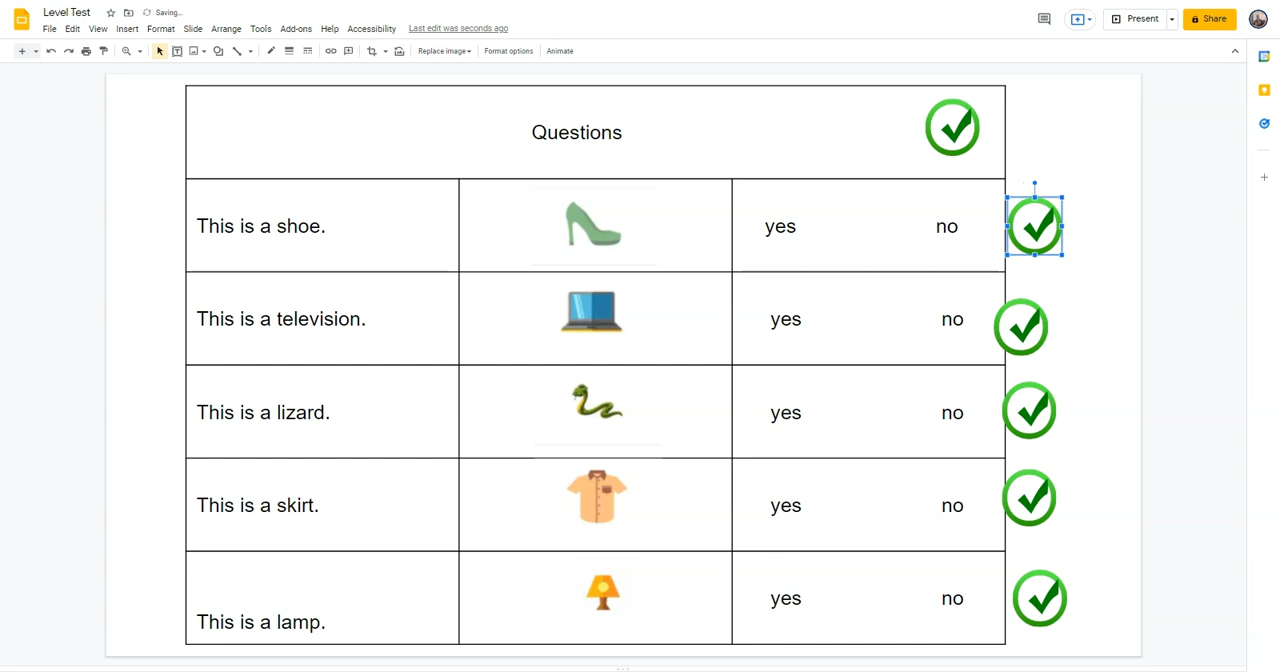 Level Test Saving...
File Edit View Insert Format Slide Arrange Tools Add-ons Help Accessibility Last edit was seconds ago
Present Share
Replace image Format options Animate
Questions
This is a shoe. yes no
This is a television. yes no
This is a lizard. yes no
This is a skirt. yes no
This is a lamp. yes no